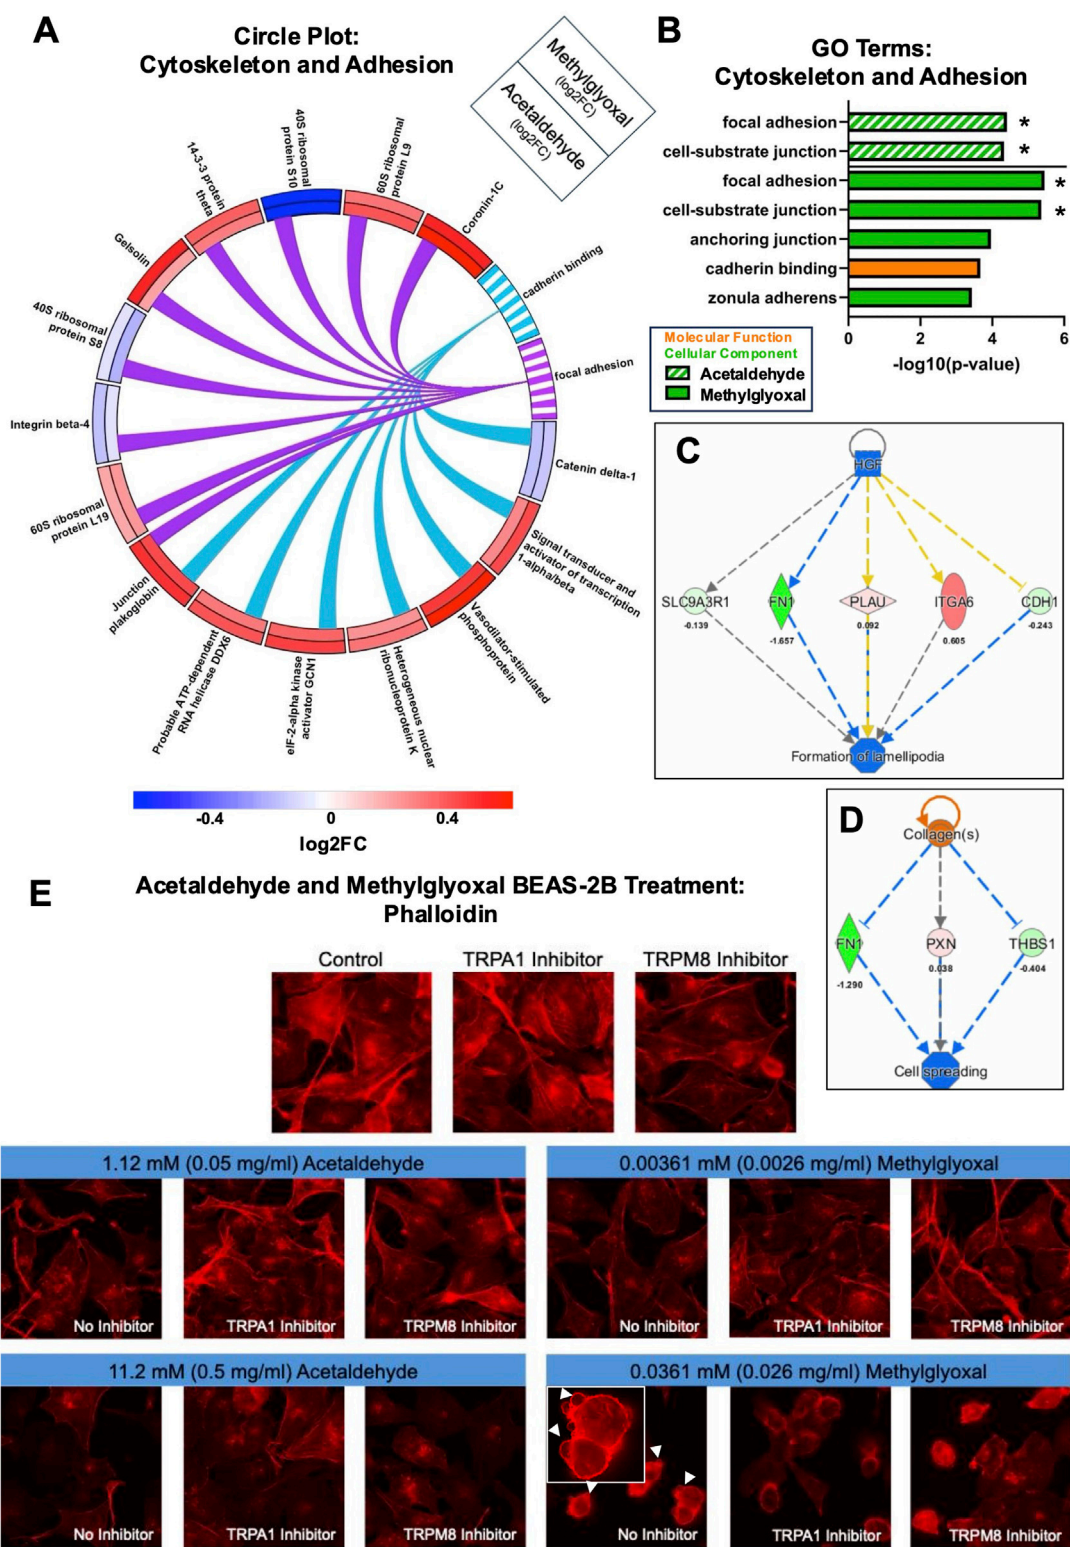 A
Circle Plot:
Cytoskeleton and Adhesion
Methylglyoxal
(log2FC)
Acetaldehyde
(log2FC)
40S ribosomal
protein S10
60S ribosomal
protein L9
14-3-3 protein
theta
Coronin-1C
Gelsolin
cadherin binding
40S ribosomal
protein S8
focal adhesion
Integrin beta-4
Catenin delta-1
60S ribosomal
protein L19
Signal transducer and
activator of transcription
1-alpha/beta
Junction
plakoglobin
Vasodilator-stimulated
phosphoprotein
Probable ATP-dependent
RNA helicase DDX6
eIF-2-alpha kinase
activator GCN1
Heterogeneous nuclear
ribonucleoprotein K
-0.4 0 0.4
log2FC
B
GO Terms:
Cytoskeleton and Adhesion
focal adhesion *
cell-substrate junction *
focal adhesion *
cell-substrate junction *
anchoring junction
cadherin binding
zonula adherens
0 2 4 6
-log10(p-value)
Molecular Function
Cellular Component
Acetaldehyde
Methylglyoxal
C
HGF
SLC9A3R1 FN1 PLAU ITGA6 CDH1
-0.139 -1.657 0.092 0.605 -0.243
Formation of lamellipodia
D
Collagen(s)
FN1 PXN THBS1
-1.290 0.038 -0.404
Cell spreading
E
Acetaldehyde and Methylglyoxal BEAS-2B Treatment:
Phalloidin
Control TRPA1 Inhibitor TRPM8 Inhibitor
1.12 mM (0.05 mg/ml) Acetaldehyde
0.00361 mM (0.0026 mg/ml) Methylglyoxal
No Inhibitor TRPA1 Inhibitor TRPM8 Inhibitor
No Inhibitor TRPA1 Inhibitor TRPM8 Inhibitor
11.2 mM (0.5 mg/ml) Acetaldehyde
0.0361 mM (0.026 mg/ml) Methylglyoxal
No Inhibitor TRPA1 Inhibitor TRPM8 Inhibitor
No Inhibitor TRPA1 Inhibitor TRPM8 Inhibitor